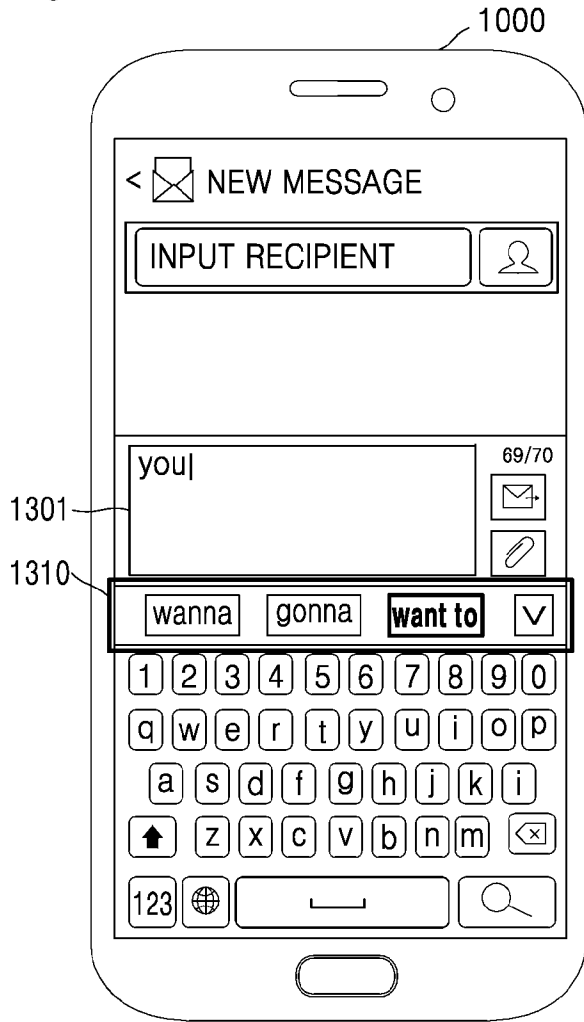 1000
< NEW MESSAGE
INPUT RECIPIENT
you
69/70
1301
1310
wanna gonna want to
1 2 3 4 5 6 7 8 9 0
q w e r t y u i o p
a s d f g h j k i
z x c v b n m
123